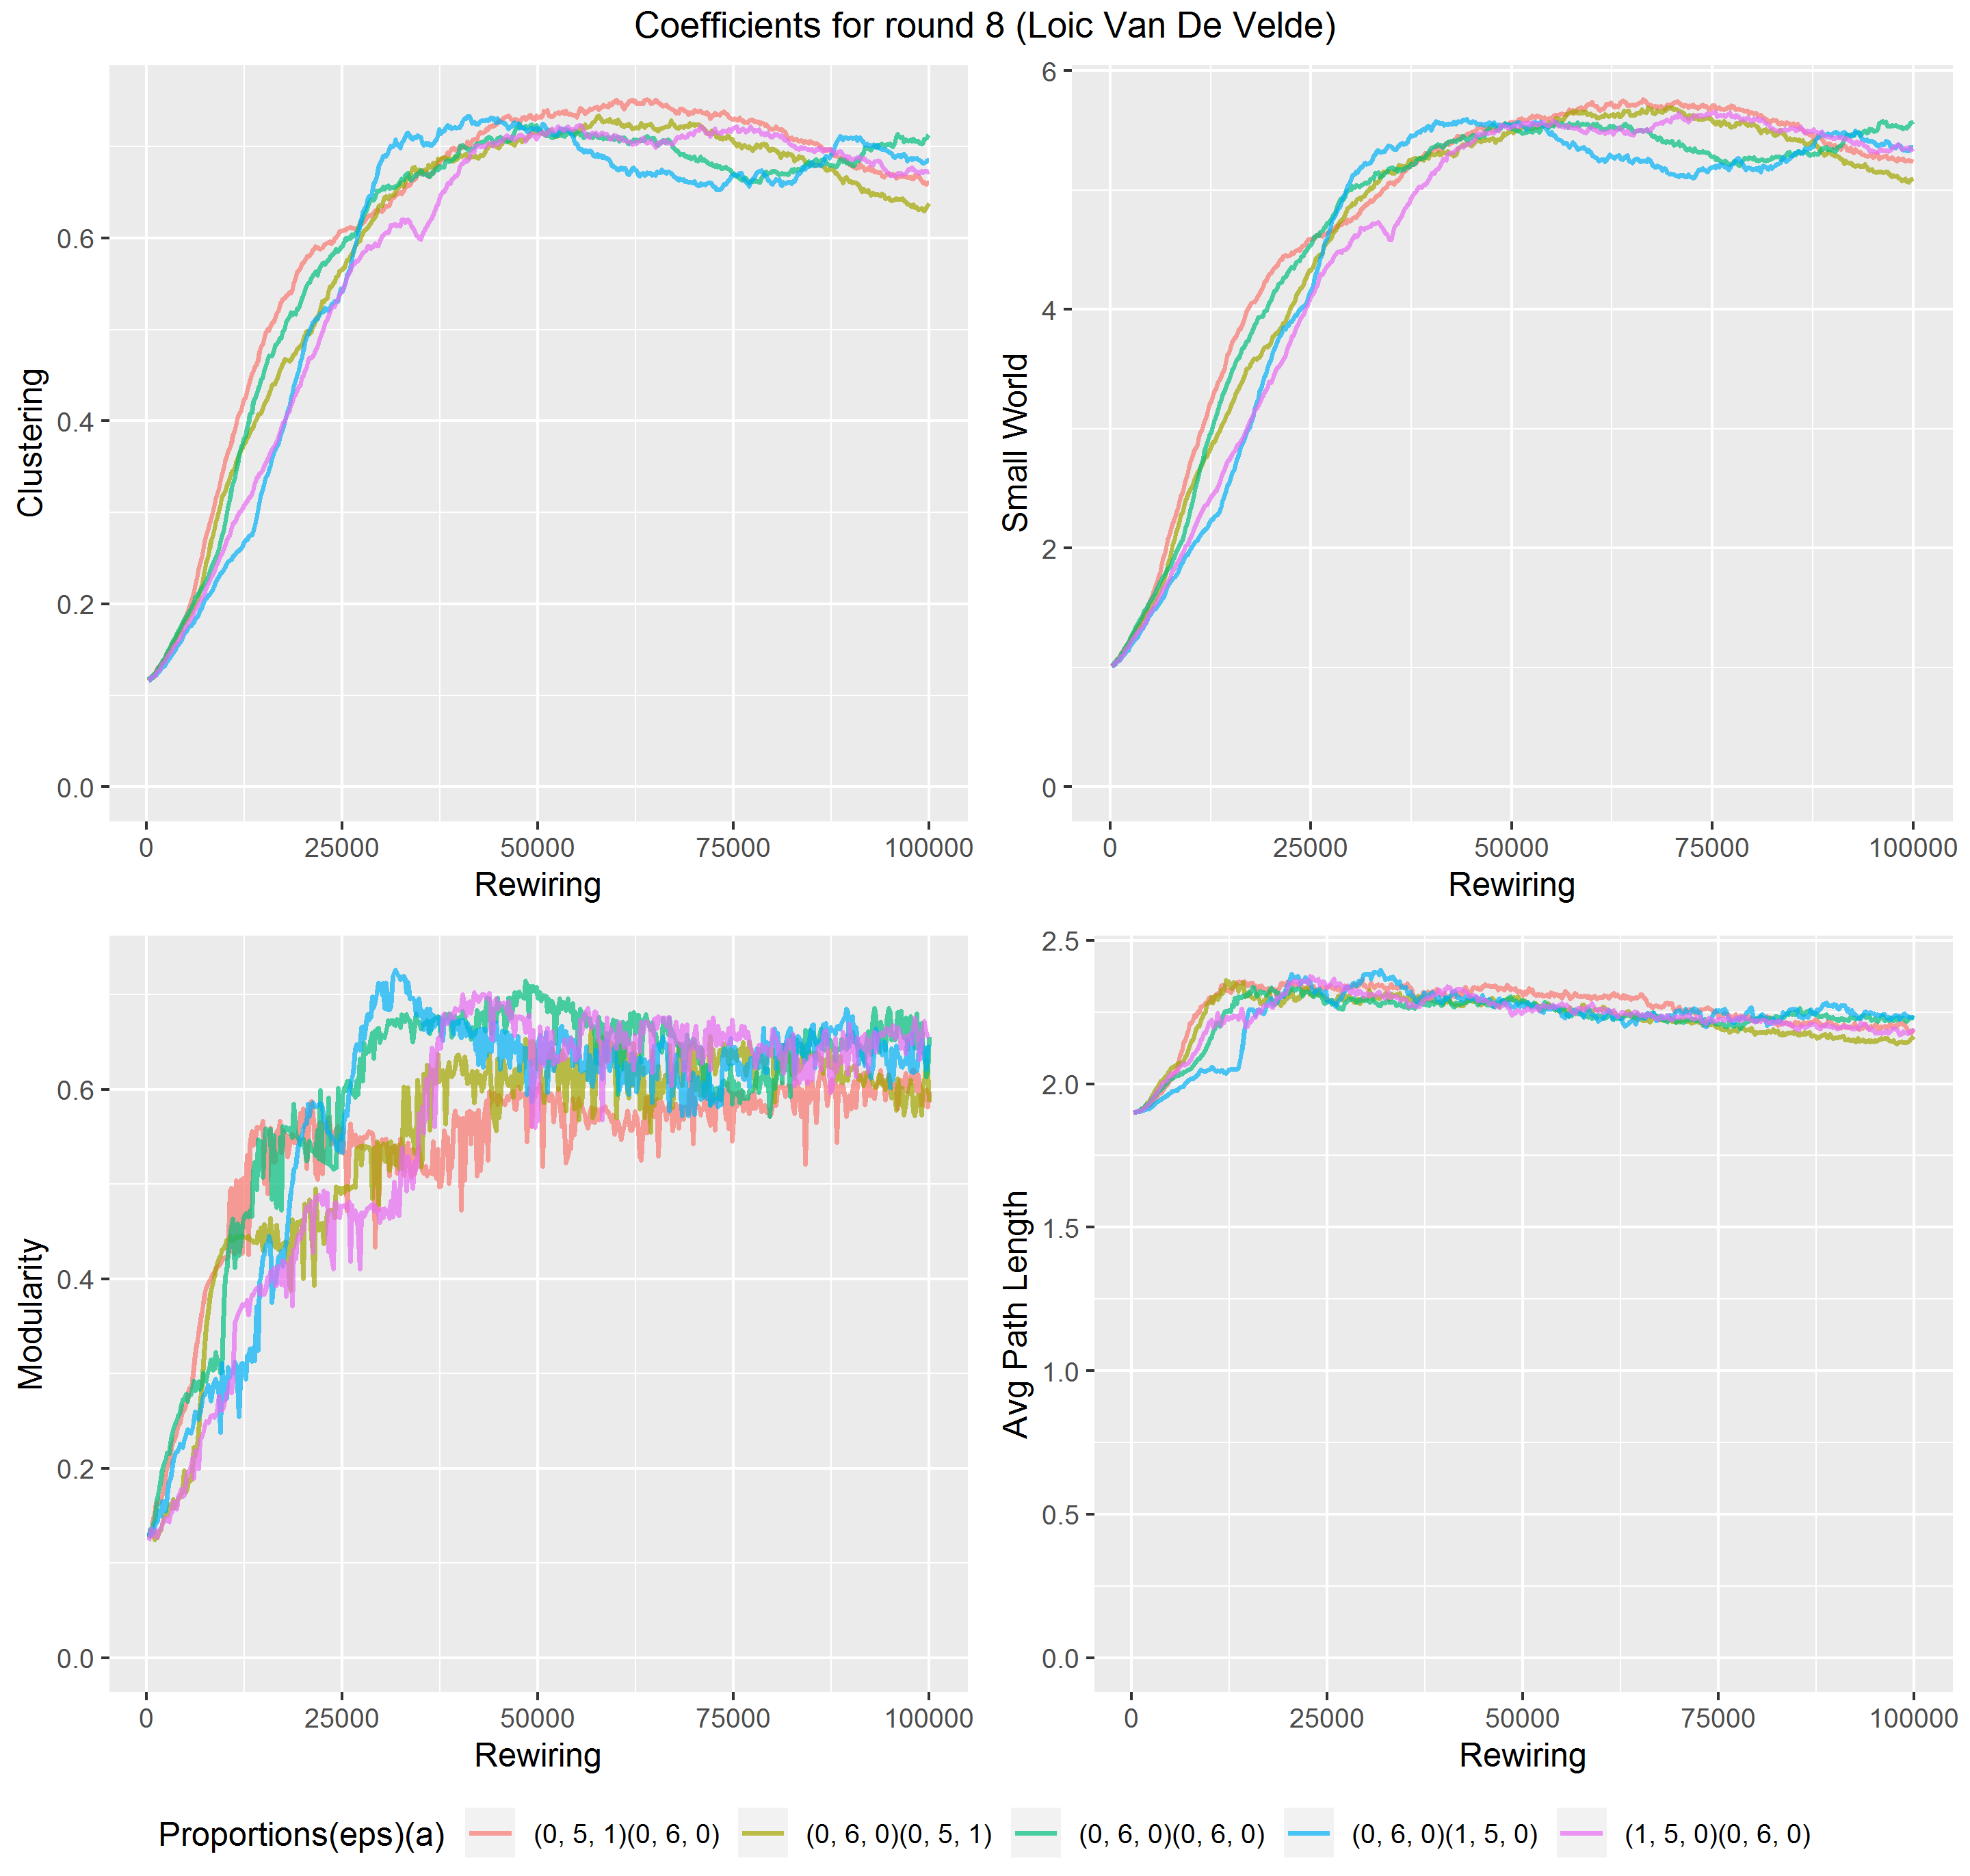 Coefficients for round 8 (Loic Van De Velde)
Clustering
0.6
0.4
0.2
0.0
0 25000 50000 75000 100000
Rewiring
Small World
6
4
2
0
0 25000 50000 75000 100000
Rewiring
Modularity
0.6
0.4
0.2
0.0
0 25000 50000 75000 100000
Rewiring
Avg Path Length
2.5
2.0
1.5
1.0
0.5
0.0
0 25000 50000 75000 100000
Rewiring
Proportions(eps)(a) (0, 5, 1)(0, 6, 0) (0, 6, 0)(0, 5, 1) (0, 6, 0)(0, 6, 0) (0, 6, 0)(1, 5, 0) (1, 5, 0)(0, 6, 0)